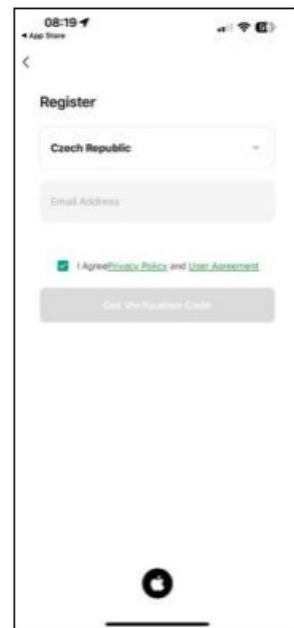 08:19
App Store
Register
Czech Republic
Email Address
I AgreePrivacy Policy and User Agreement
Get Verification Code